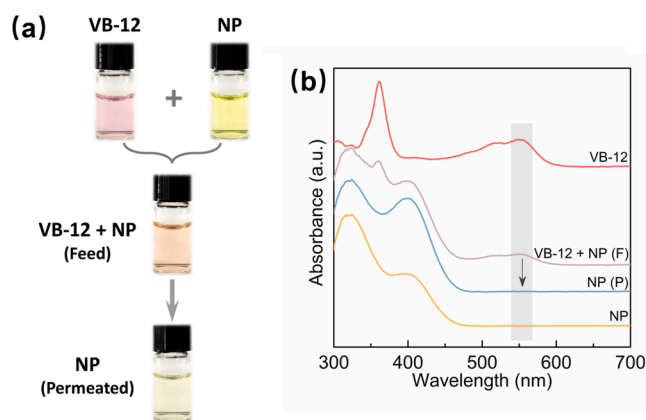 (a)
VB-12
NP
+
VB-12 + NP
(Feed)
NP
(Permeated)
(b)
Absorbance (a.u.)
VB-12
VB-12 + NP (F)
NP (P)
NP
300
400
500
600
700
Wavelength (nm)